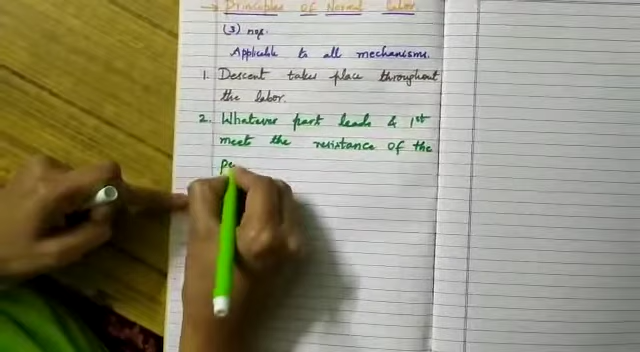 → Principles of Normal labor
(3) nos.
Applicable to all mechanisms.
1. Descent takes place throughout
the labor.
2. Whatever part leads & 1st
meets the resistance of the
pe